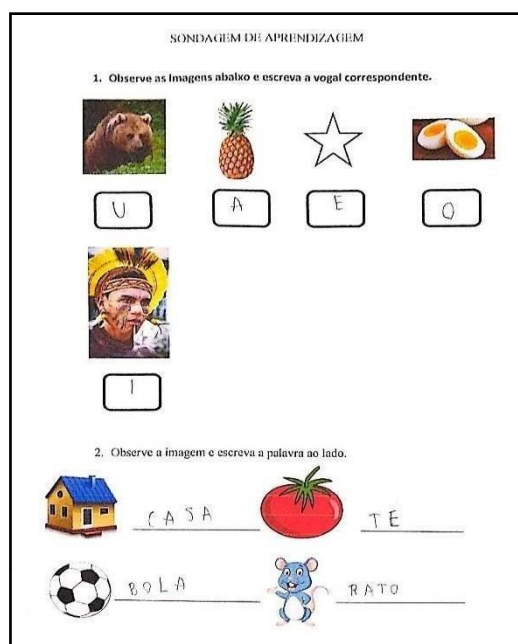 SONDAGEM DE APRENDIZAGEM
1. Observe as Imagens abaixo e escreva a vogal correspondente.
U A E O
I
2. Observe a imagem e escreva a palavra ao lado.
CASA TE
BOLA RATO